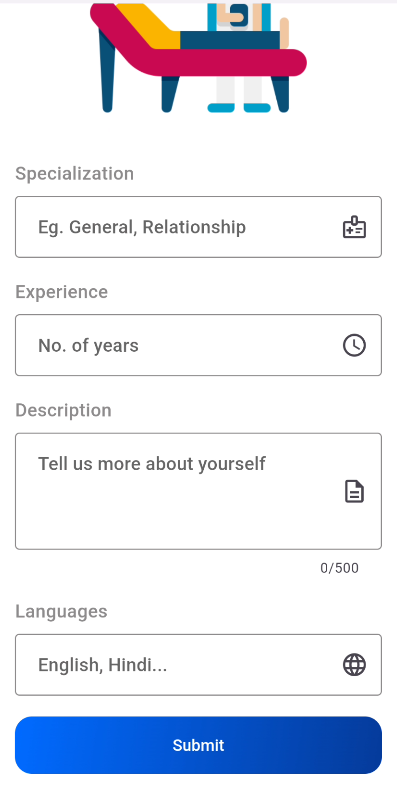 Specialization
Eg. General, Relationship
Experience
No. of years
Description
Tell us more about yourself
0/500
Languages
English, Hindi...
Submit